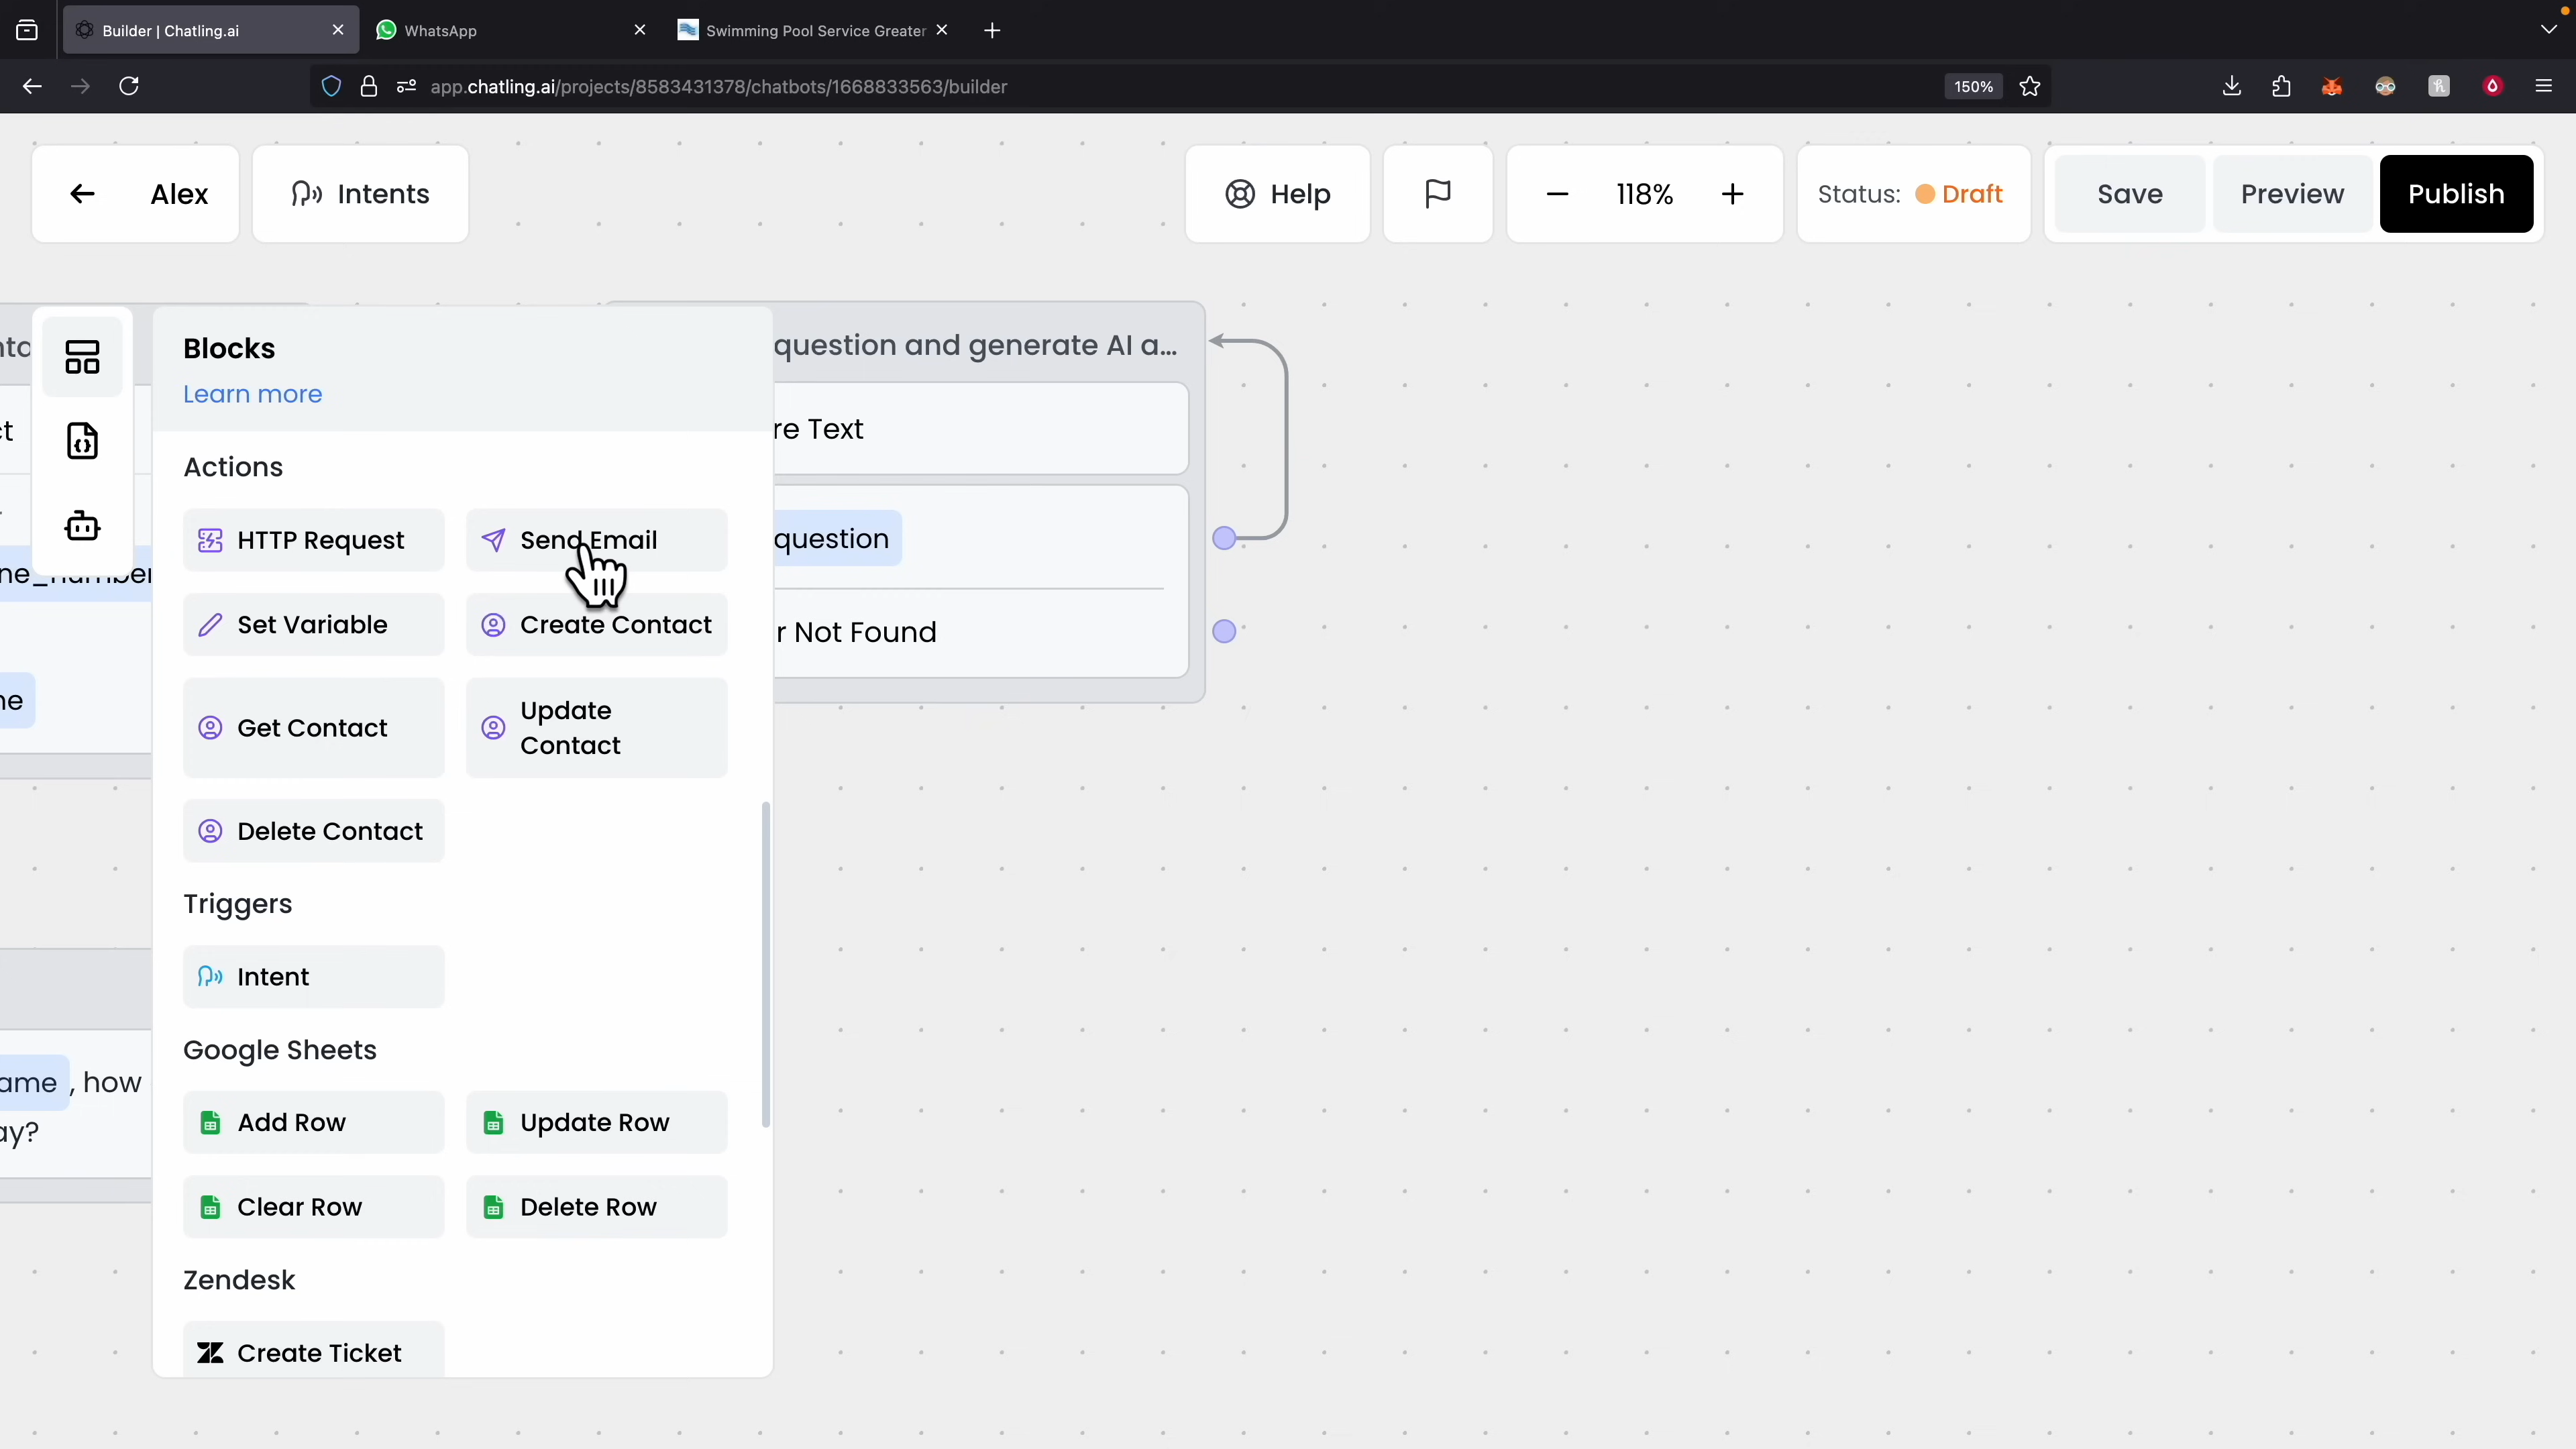 Builder | Chatling.ai
WhatsApp
Swimming Pool Service Greater
app.chatling.ai/projects/8583431378/chatbots/1668833563/builder
150%
Alex
Intents
Help
118%
Status: Draft
Save
Preview
Publish
Blocks
Learn more
question and generate AI a...
Actions
re Text
HTTP Request
Send Email
question
Set Variable
Create Contact
r Not Found
Get Contact
Update
Contact
Delete Contact
Triggers
Intent
Google Sheets
ame , how
ay?
Add Row
Update Row
Clear Row
Delete Row
Zendesk
Create Ticket